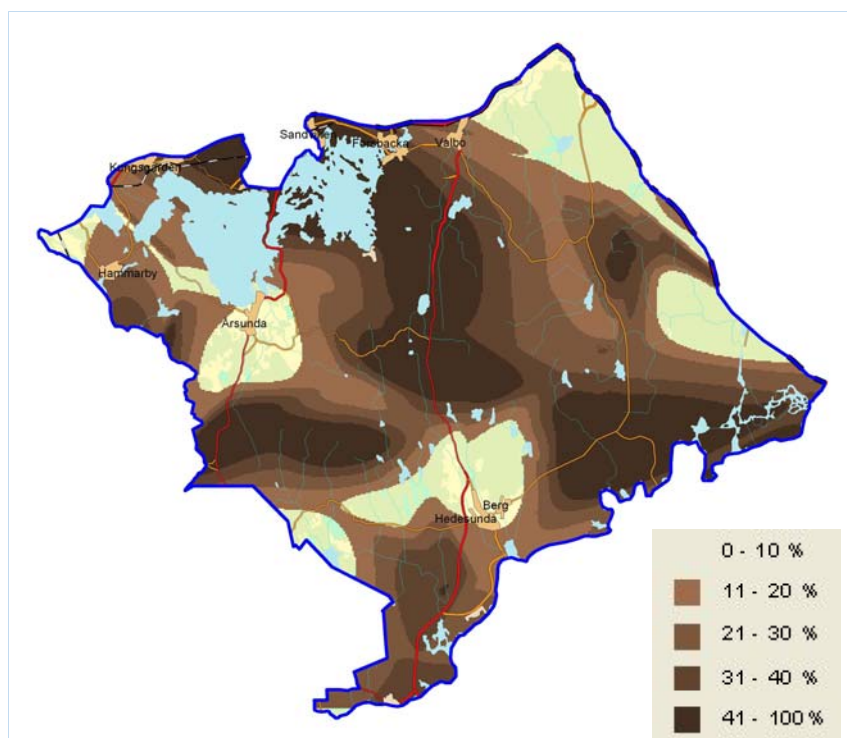 Sandviken
Forsbacka
Valbo
Kungsgården
Hammarby
Årsunda
Berg
Hedesunda
0 - 10 %
11 - 20 %
21 - 30 %
31 - 40 %
41 - 100 %